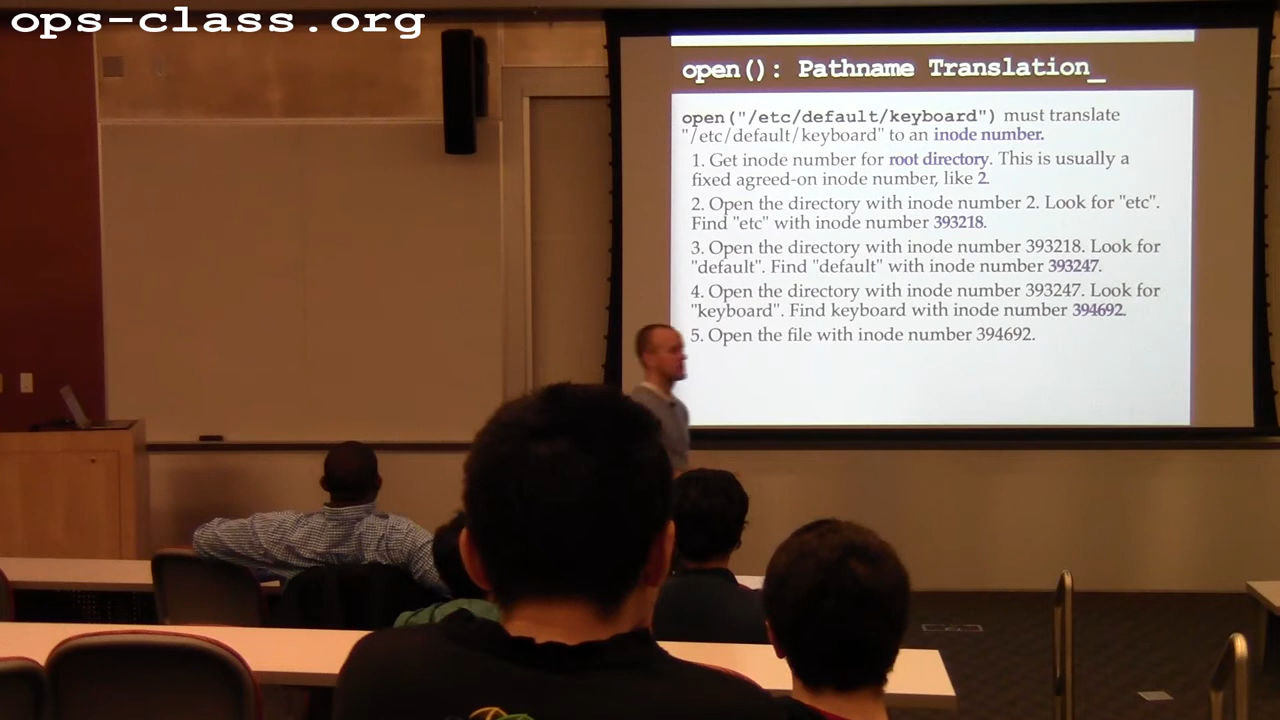 ops-class.org
open(): Pathname Translation_
open("/etc/default/keyboard") must translate
"/etc/default/keyboard" to an inode number.
1. Get inode number for root directory. This is usually a
fixed agreed-on inode number, like 2.
2. Open the directory with inode number 2. Look for "etc".
Find "etc" with inode number 393218.
3. Open the directory with inode number 393218. Look for
"default". Find "default" with inode number 393247.
4. Open the directory with inode number 393247. Look for
"keyboard". Find keyboard with inode number 394692.
5. Open the file with inode number 394692.